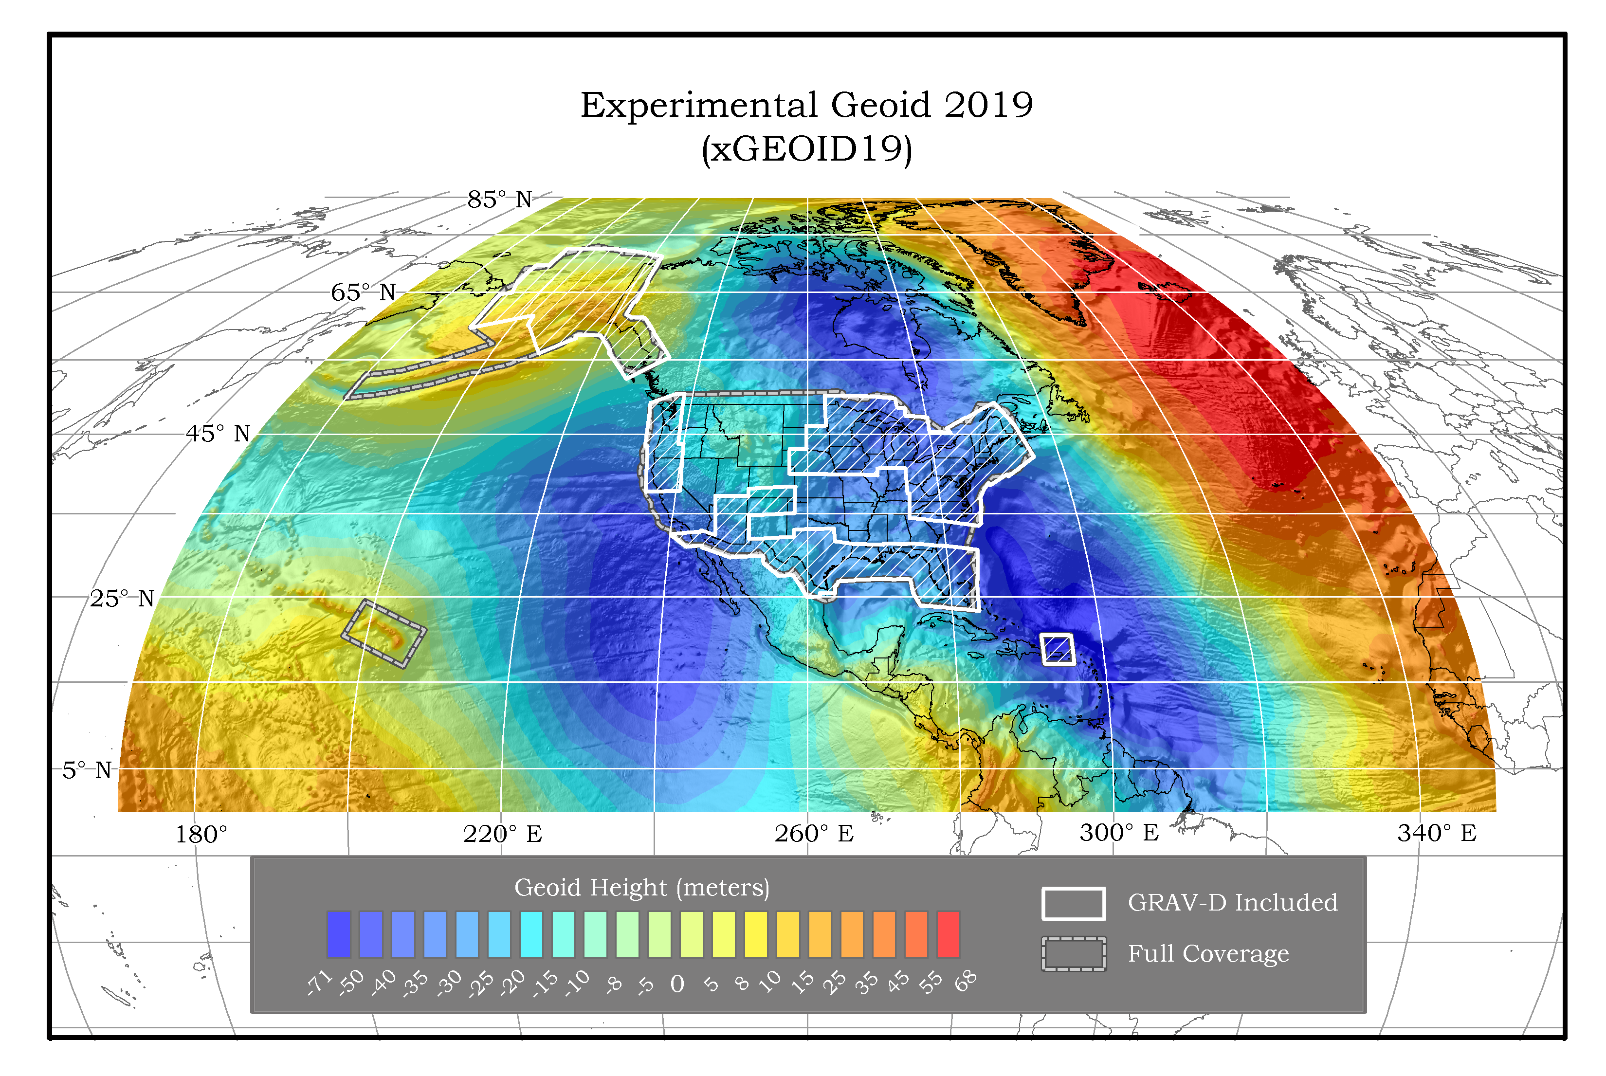 Experimental Geoid 2019
(xGEOID19)
85° N
65° N
45° N
25° N
5° N
180° 220° E 260° E 300° E 340° E
Geoid Height (meters)
-71 -50 -40 -35 -30 -25 -20 -15 -10 -8 -5 0 5 8 10 15 25 35 45 55 68
GRAV-D Included
Full Coverage